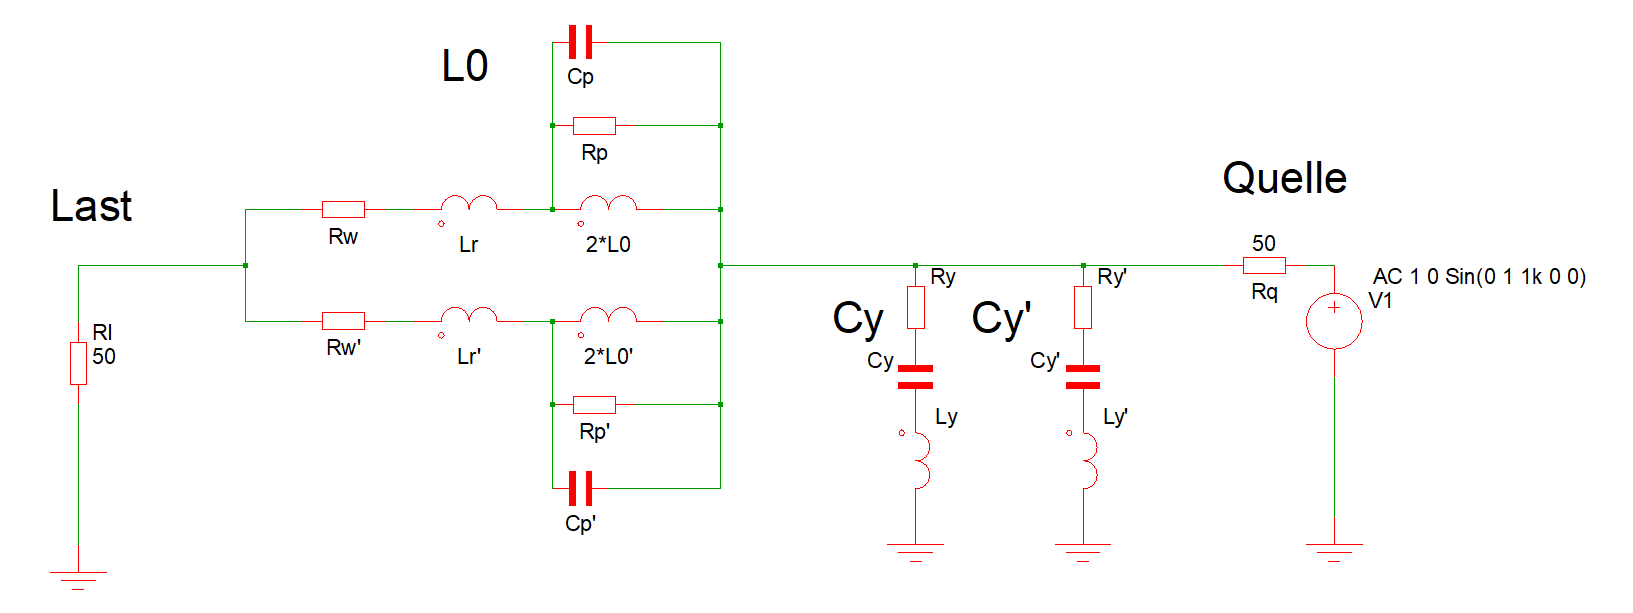 L0
Cp
Rp
Last
Rw
Lr
2*L0
Quelle
50
Rq
AC 1 0 Sin(0 1 1k 0 0)
V1
Rl
50
Rw'
Lr'
2*L0'
Rp'
Cp'
Cy
Ry
Cy
Ly
Cy'
Ry'
Cy'
Ly'